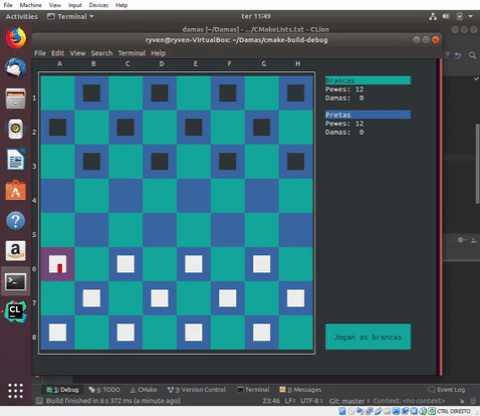 File Machine View Input Devices Help
Activities Terminal ter 11:49
damas [~/Damas] - .../CMakeLists.txt - CLion
ryven@ryven-VirtualBox: ~/Damas/cmake-build-debug
File Edit View Search Terminal Help
A B C D E F G H
1
2
3
4
5
6
7
8
Brancas
Peões: 12
Damas: 0
Pretas
Peões: 12
Damas: 0
Jogam as brancas
5: Debug 6: TODO CMake 9: Version Control Terminal 0: Messages Event Log
Build finished in 6 s 372 ms (a minute ago) 23:46 LF÷ UTF-8÷ Git: master÷ Context: <no context>
CTRL DIREITO